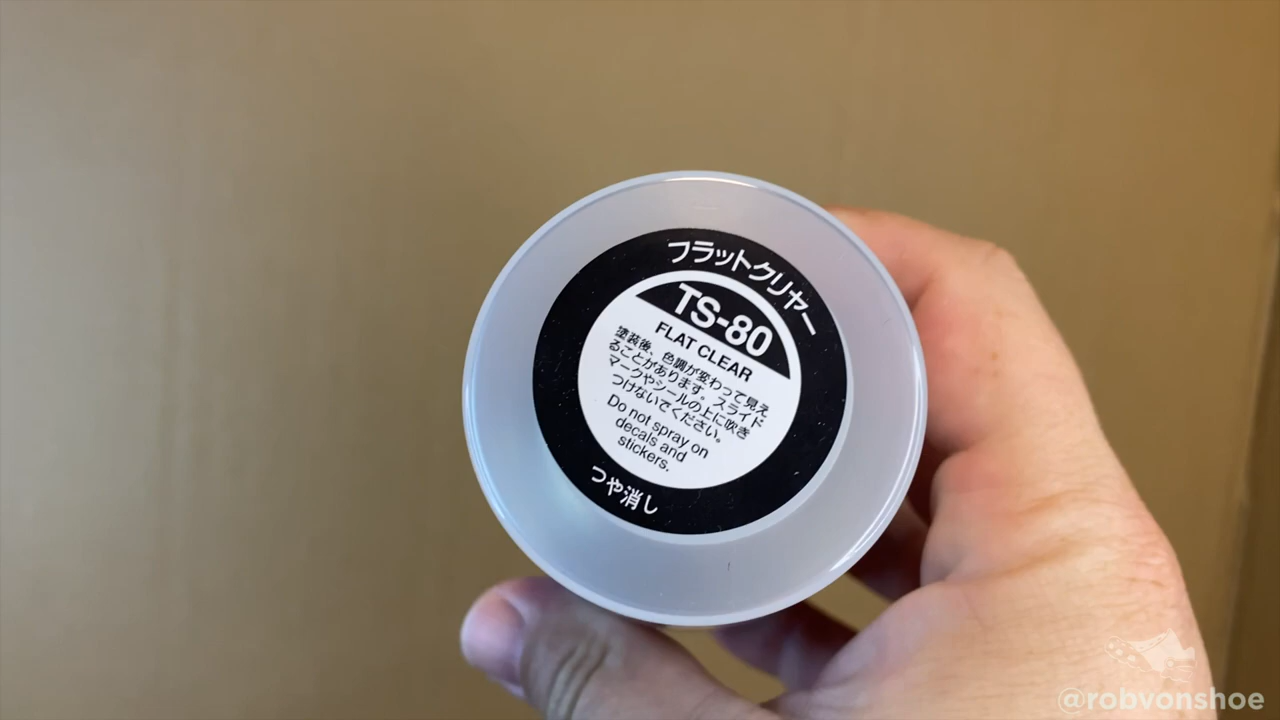 フラットクリヤー
TS-80
FLAT CLEAR
塗装後、色調が変わって見え
ることがあります。スライド
マークやシールの上に吹き
つけないでください。
Do not spray on
decals and
stickers.
つや消し
@robvonshoe